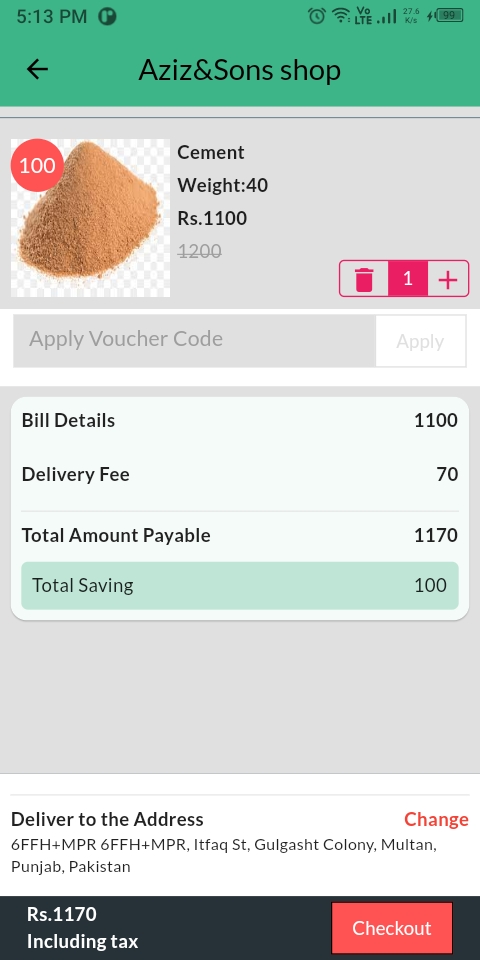 5:13 PM
Vo LTE 27.6 K/s 99
Aziz&Sons shop
100
Cement
Weight:40
Rs.1100
1200
1
Apply Voucher Code
Apply
Bill Details 1100
Delivery Fee 70
Total Amount Payable 1170
Total Saving 100
Deliver to the Address Change
6FFH+MPR 6FFH+MPR, Itfaq St, Gulgasht Colony, Multan,
Punjab, Pakistan
Rs.1170
Including tax
Checkout